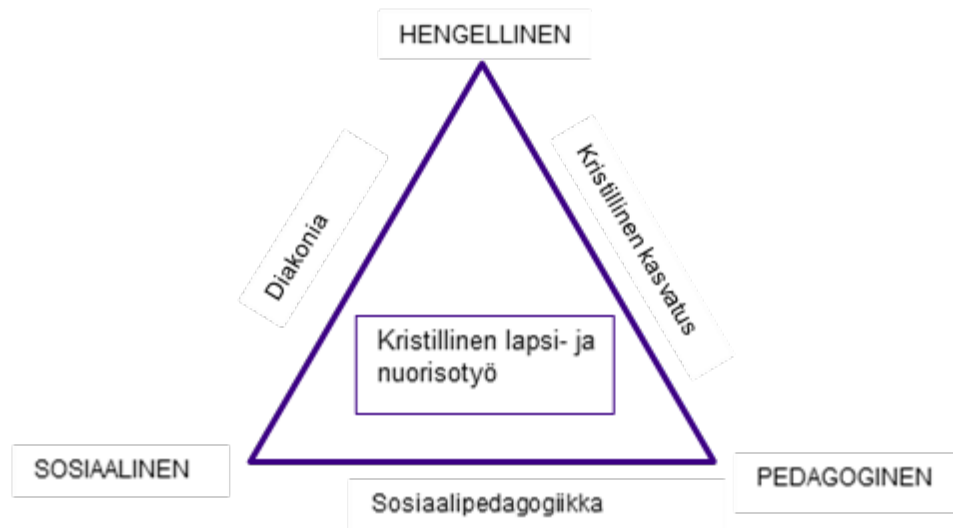 HENGELLINEN
Diakonia
Kristillinen kasvatus
Kristillinen lapsi- ja
nuorisotyö
SOSIAALINEN
PEDAGOGINEN
Sosiaalipedagogiikka